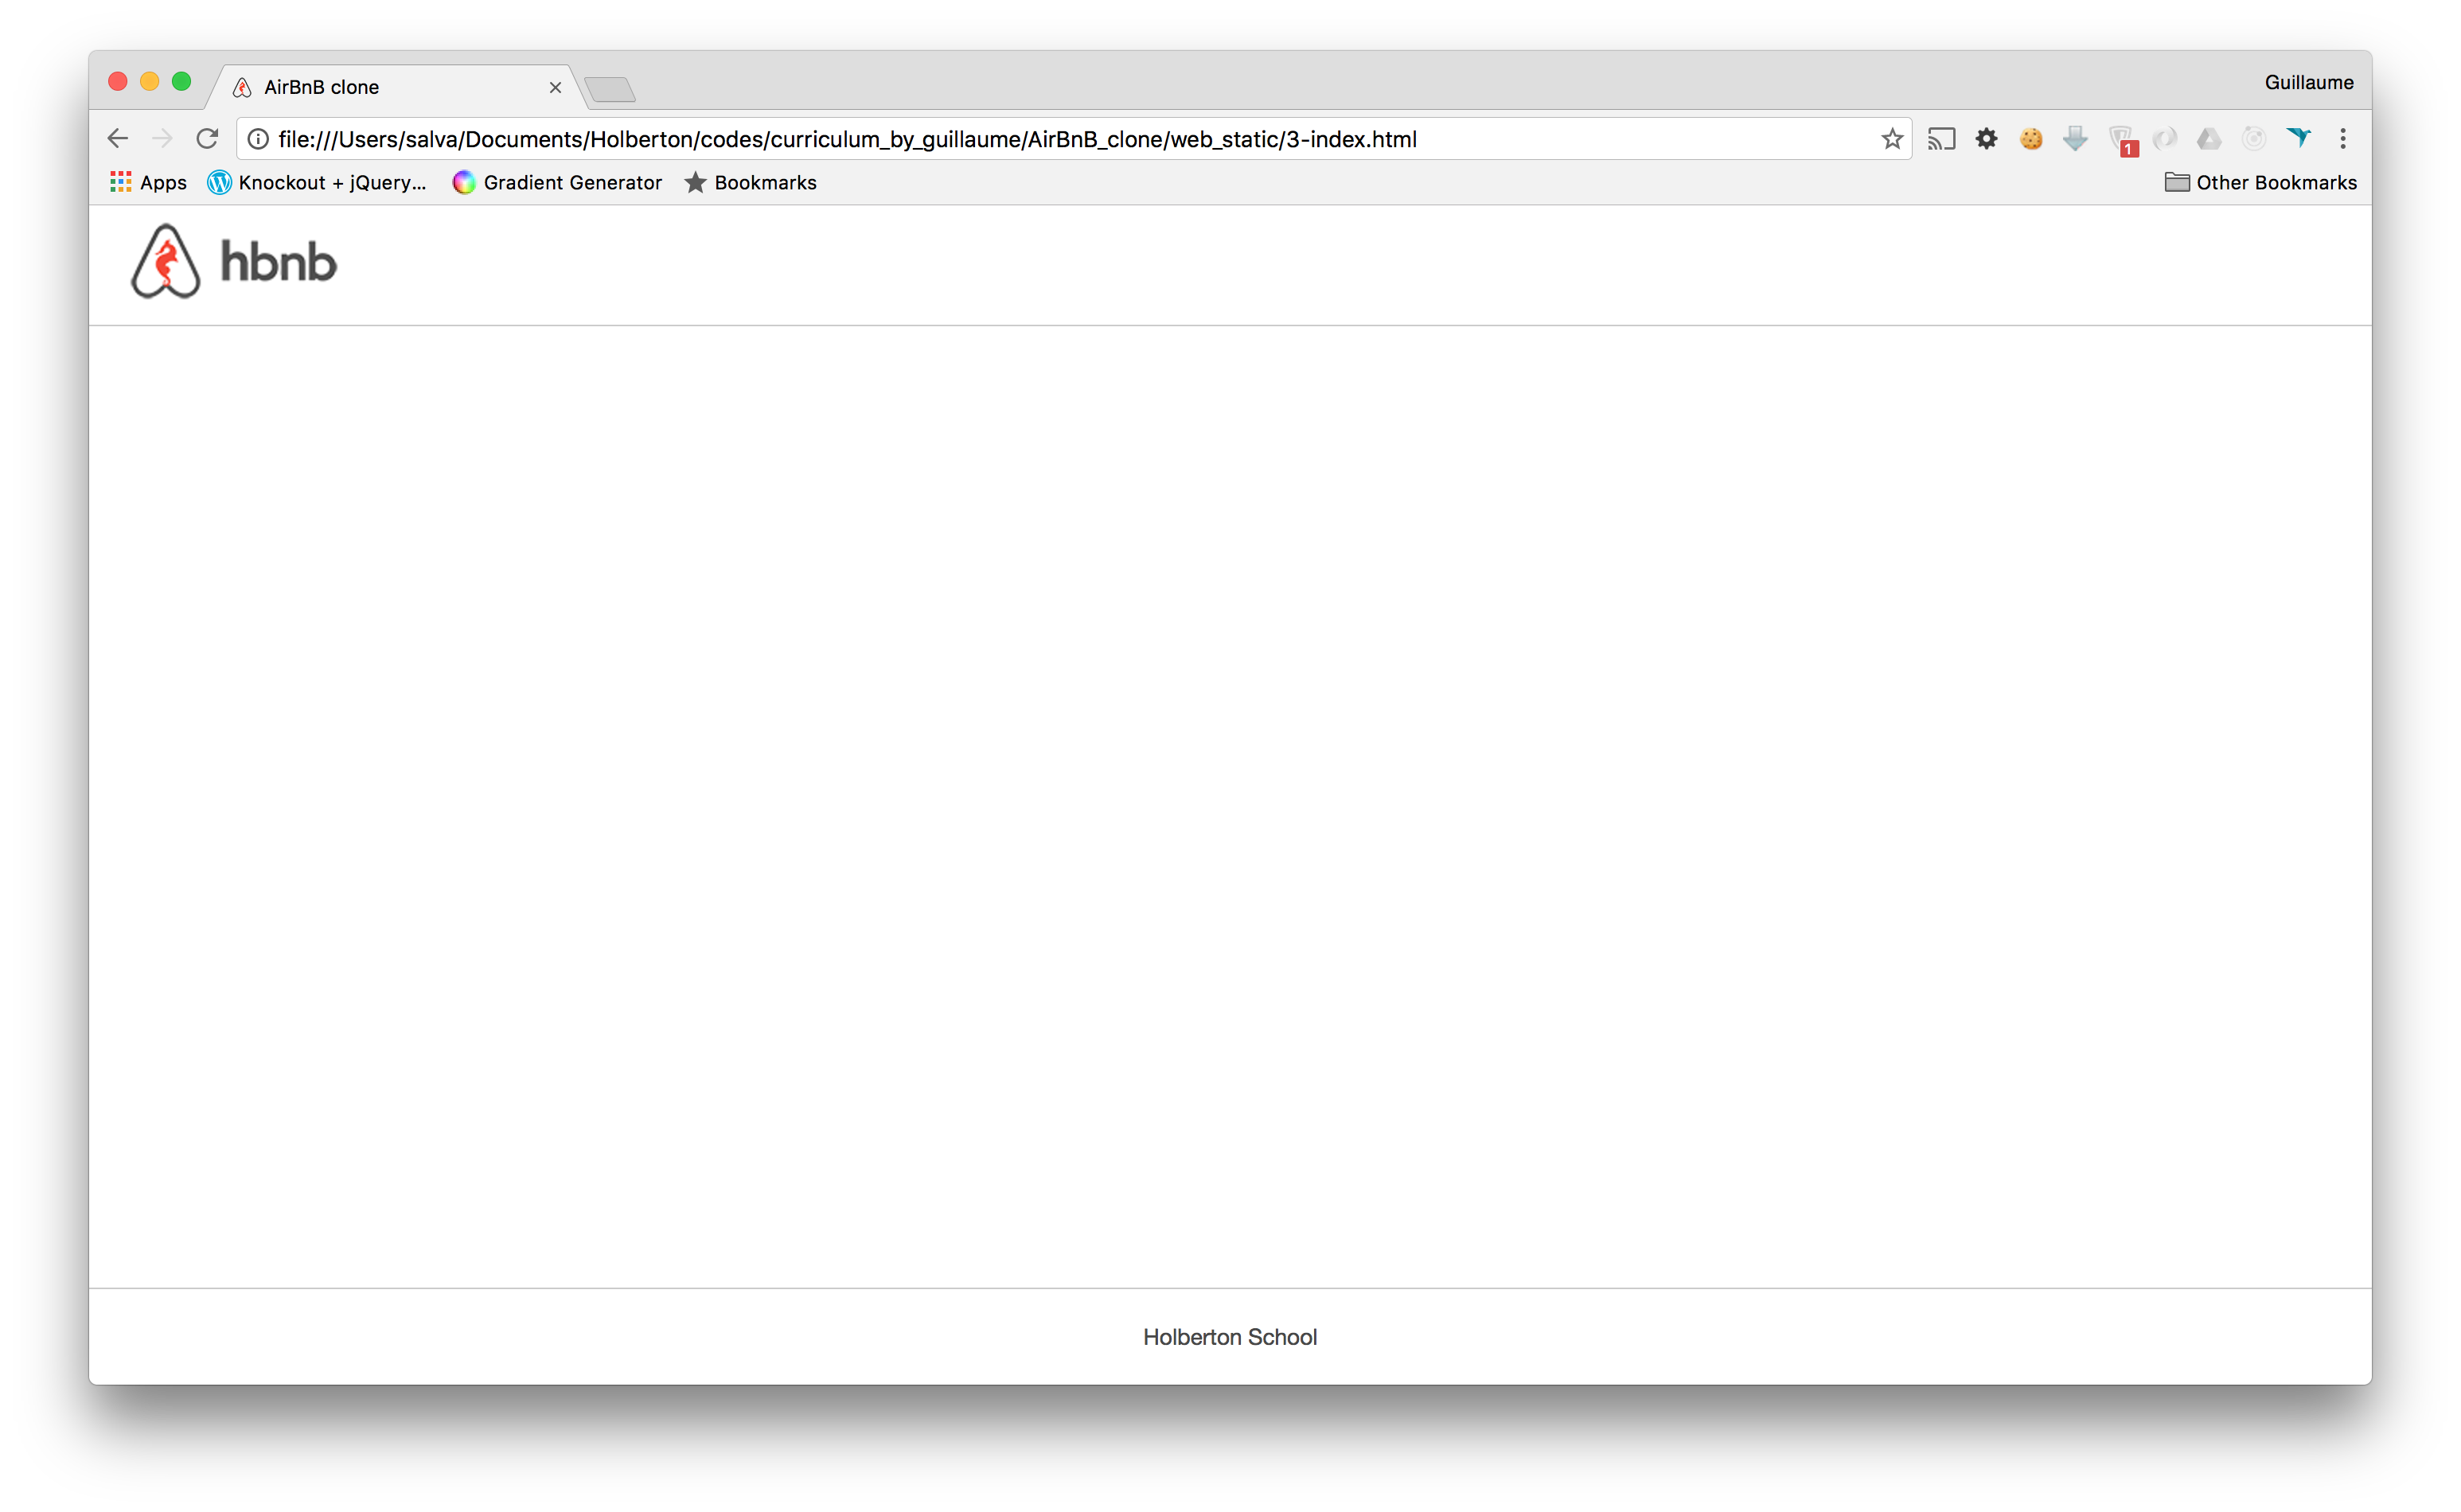 AirBnB clone
Guillaume
file:///Users/salva/Documents/Holberton/codes/curriculum_by_guillaume/AirBnB_clone/web_static/3-index.html
1
Apps Knockout + jQuery... Gradient Generator Bookmarks Other Bookmarks
hbnb
Holberton School